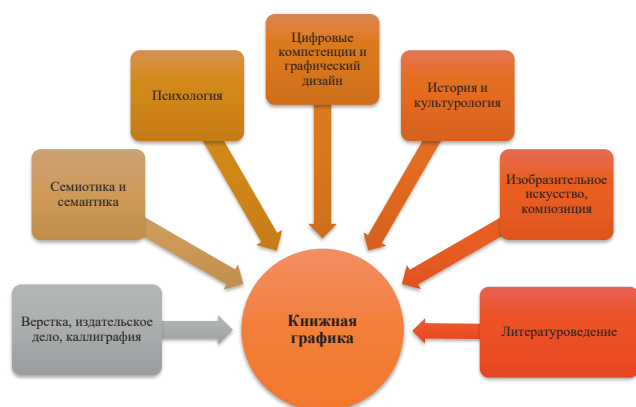 Цифровые
компетенции и
графический
дизайн
Психология
История и
культурология
Семиотика и
семантика
Изобразительное
искусство,
композиция
Верстка, издательское
дело, каллиграфия
Книжная
графика
Литературоведение